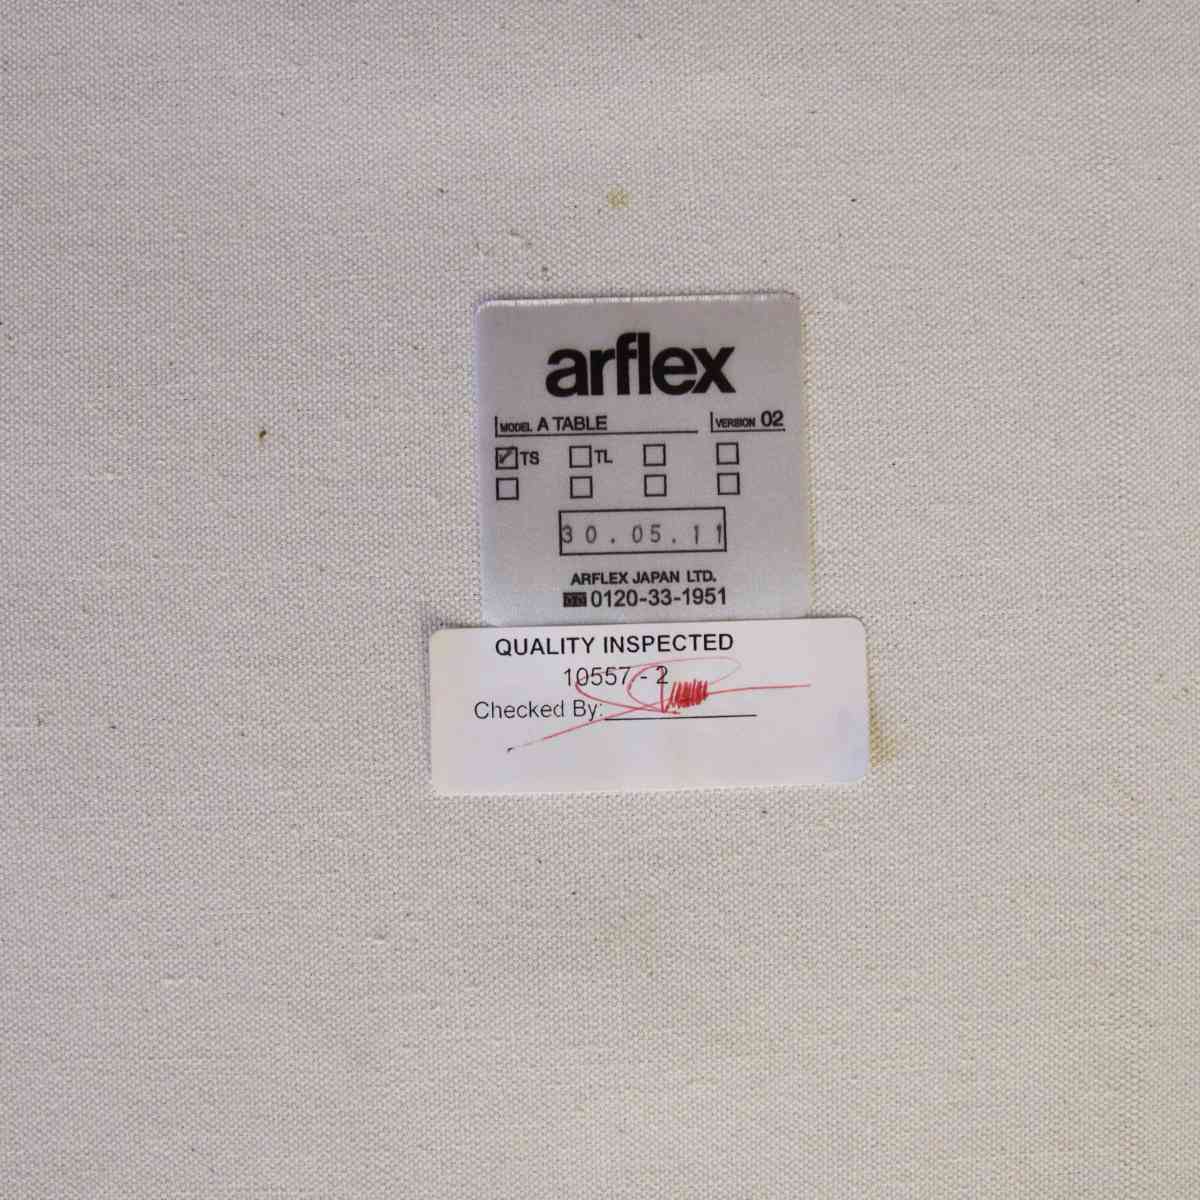 arflex
MODEL A TABLE VERSION 02
TS TL
30.05.11
ARFLEX JAPAN LTD.
0120-33-1951
QUALITY INSPECTED
10557 - 2
Checked By: